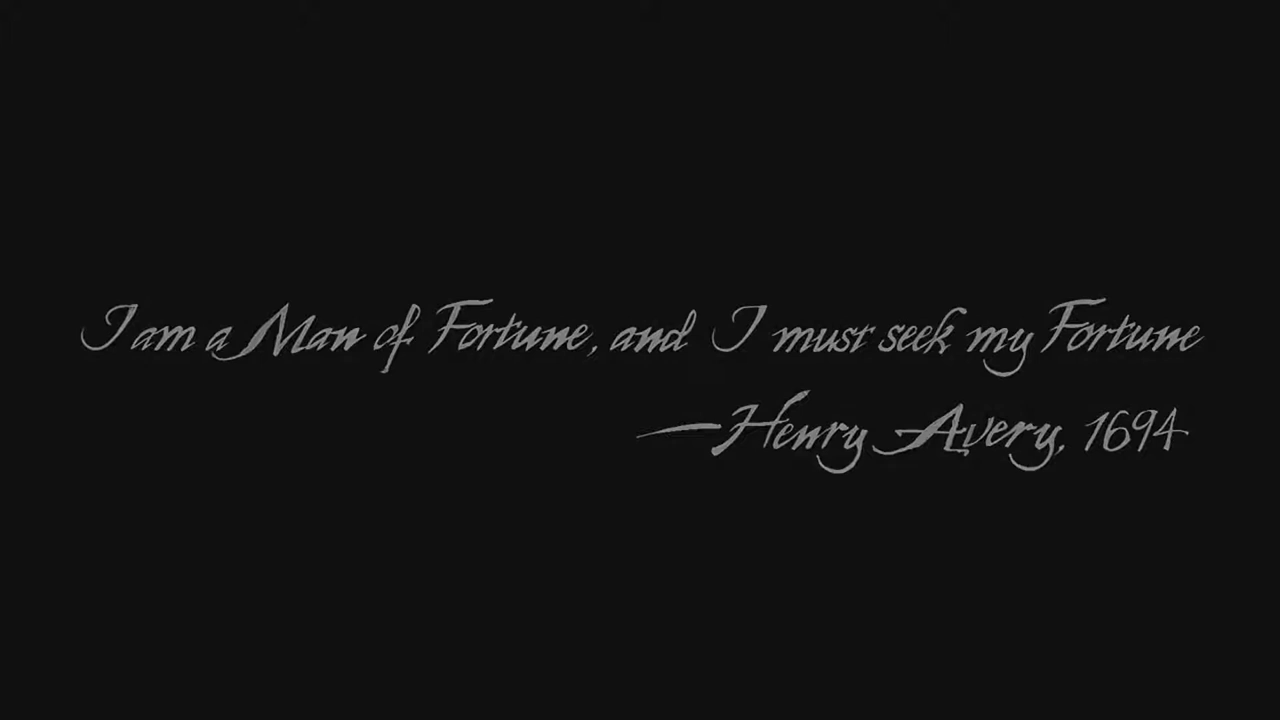 I am a Man of Fortune, and I must seek my Fortune
—Henry Avery, 1694